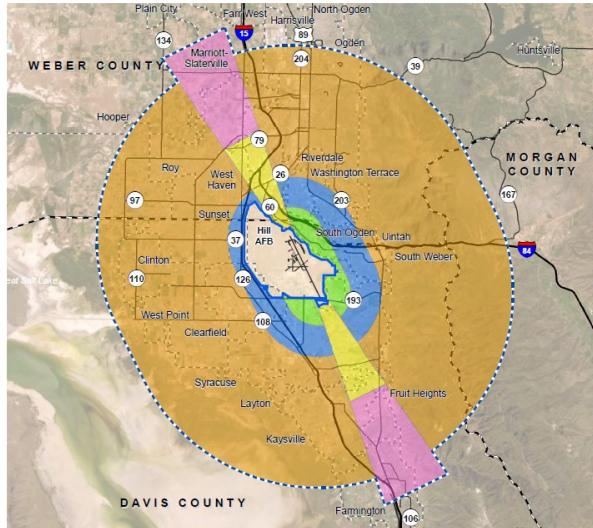 Plain City
Farr West
North Ogden
Harrisville
15
89
134
Ogden
Marriott-
Slaterville
204
Huntsville
39
WEBER COUNTY
Hooper
79
Riverdale
MORGAN
COUNTY
Roy
West
Haven
26
Washington Terrace
167
97
60
203
Sunset
South Ogden
Hill
AFB
Uintah
37
84
South Weber
Clinton
110
126
193
West Point
108
Clearfield
Syracuse
Fruit Heights
Layton
Kaysville
DAVIS COUNTY
Farmington
106